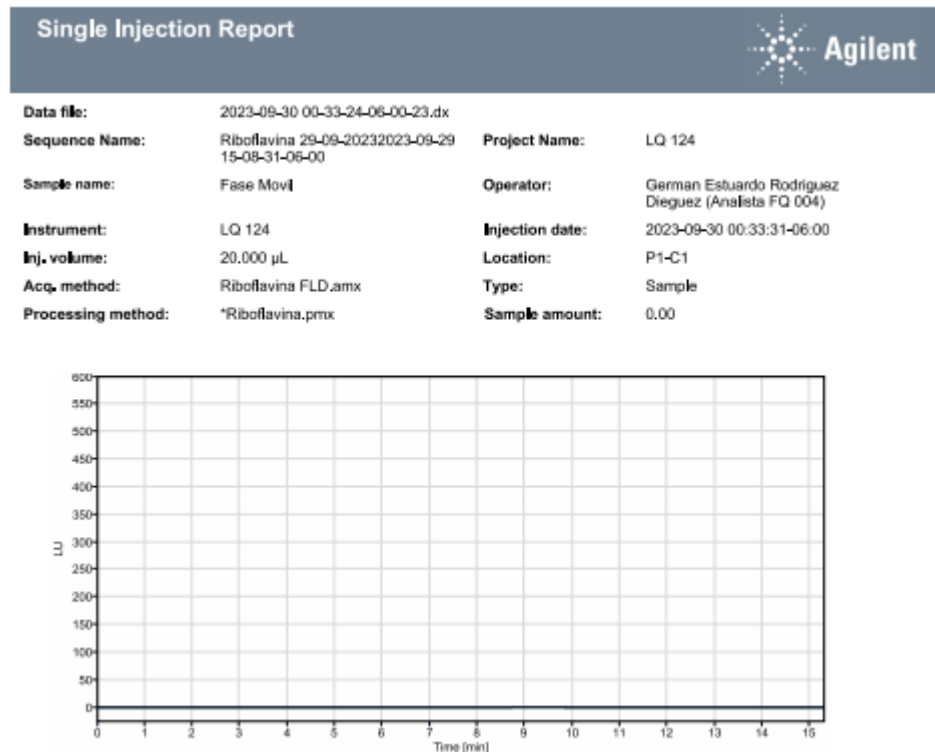 Single Injection Report
Agilent
Data file: 2023-09-30 00-33-24-06-00-23.dx
Sequence Name: Riboflavina 29-09-20232023-09-29 15-08-31-06-00
Project Name: LQ 124
Sample name: Fase Movil
Operator: German Estuardo Rodriguez Dieguez (Analista FQ 004)
Instrument: LQ 124
Injection date: 2023-09-30 00:33:31-06:00
Inj. volume: 20.000 µL
Location: P1-C1
Acq. method: Riboflavina FLD.amx
Type: Sample
Processing method: *Riboflavina.pmx
Sample amount: 0.00
600
550
500
450
400
350
300
250
200
150
100
50
0
LU
0 1 2 3 4 5 6 7 8 9 10 11 12 13 14 15
Time [min]